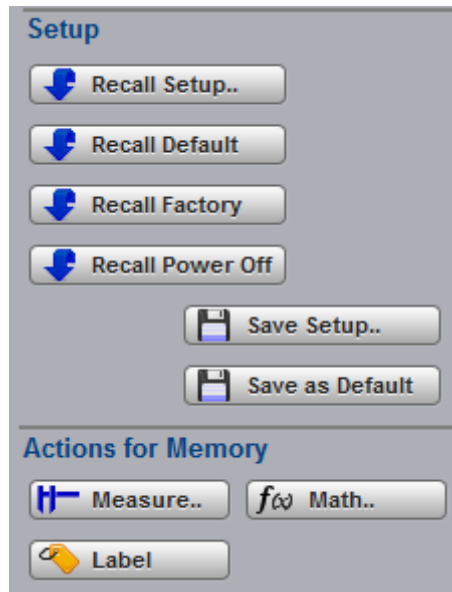 Setup
Recall Setup..
Recall Default
Recall Factory
Recall Power Off
Save Setup..
Save as Default
Actions for Memory
Measure..
f(x) Math..
Label